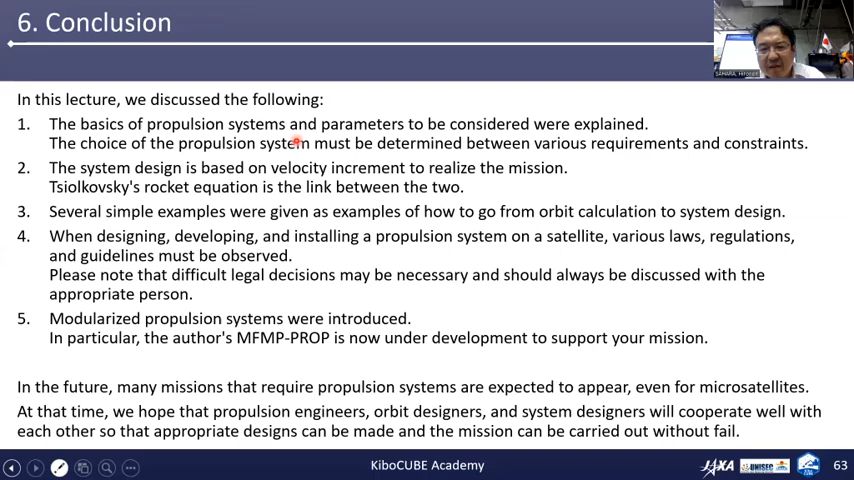 6. Conclusion
SAHARA, Hironori
In this lecture, we discussed the following:
1. The basics of propulsion systems and parameters to be considered were explained.
The choice of the propulsion system must be determined between various requirements and constraints.
2. The system design is based on velocity increment to realize the mission.
Tsiolkovsky's rocket equation is the link between the two.
3. Several simple examples were given as examples of how to go from orbit calculation to system design.
4. When designing, developing, and installing a propulsion system on a satellite, various laws, regulations,
and guidelines must be observed.
Please note that difficult legal decisions may be necessary and should always be discussed with the
appropriate person.
5. Modularized propulsion systems were introduced.
In particular, the author's MFMP-PROP is now under development to support your mission.
In the future, many missions that require propulsion systems are expected to appear, even for microsatellites.
At that time, we hope that propulsion engineers, orbit designers, and system designers will cooperate well with
each other so that appropriate designs can be made and the mission can be carried out without fail.
KiboCUBE Academy
JAXA
UNISEC
63